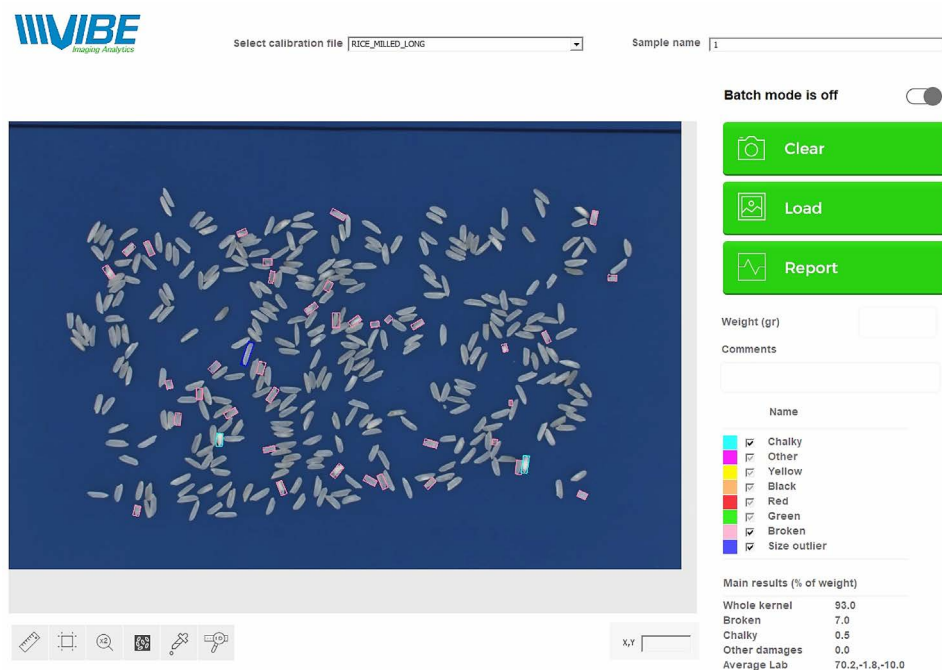 VIBE
Imaging Analytics
Select calibration file RICE_MILLED_LONG
Sample name 1
Batch mode is off
Clear
Load
Report
Weight (gr)
Comments
Name
Chalky
Other
Yellow
Black
Red
Green
Broken
Size outlier
Main results (% of weight)
Whole kernel 93.0
Broken 7.0
Chalky 0.5
Other damages 0.0
Average Lab 70.2,-1.8,-10.0
x2
X,Y